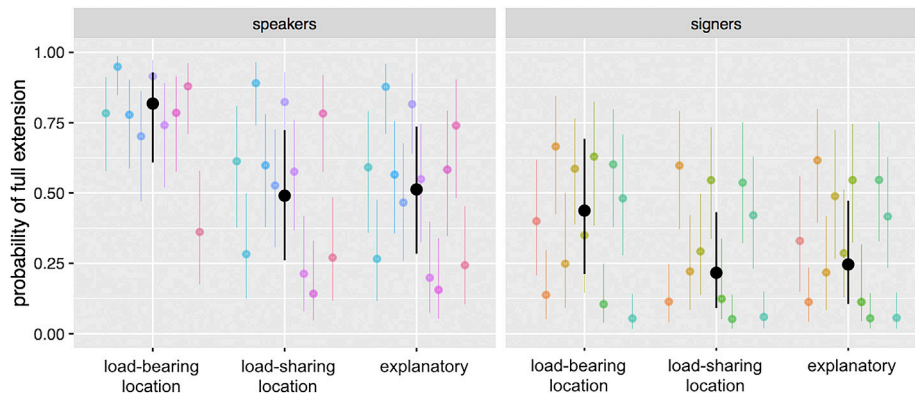 speakers
signers
probability of full extension
1.00
0.75
0.50
0.25
0.00
load-bearing
location
load-sharing
location
explanatory
load-bearing
location
load-sharing
location
explanatory